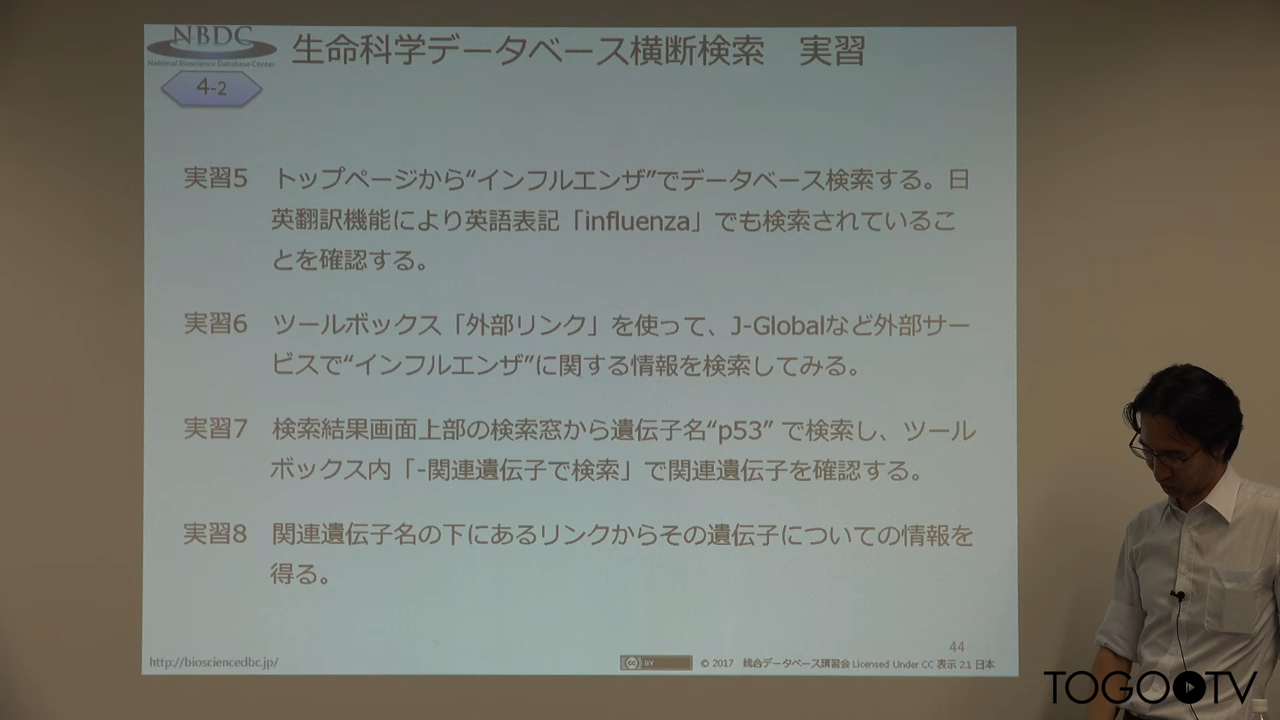 NBDC
National Bioscience Database Center
生命科学データベース横断検索　実習
4-2
実習5　トップページから“インフルエンザ”でデータベース検索する。日
英翻訳機能により英語表記「influenza」でも検索されているこ
とを確認する。
実習6　ツールボックス「外部リンク」を使って、J-Globalなど外部サー
ビスで“インフルエンザ”に関する情報を検索してみる。
実習7　検索結果画面上部の検索窓から遺伝子名“p53” で検索し、ツール
ボックス内「-関連遺伝子で検索」で関連遺伝子を確認する。
実習8　関連遺伝子名の下にあるリンクからその遺伝子についての情報を
得る。
44
http://biosciencedbc.jp/
cc BY
© 2017　統合データベース講習会 Licensed Under CC 表示 2.1 日本
TOGOTV